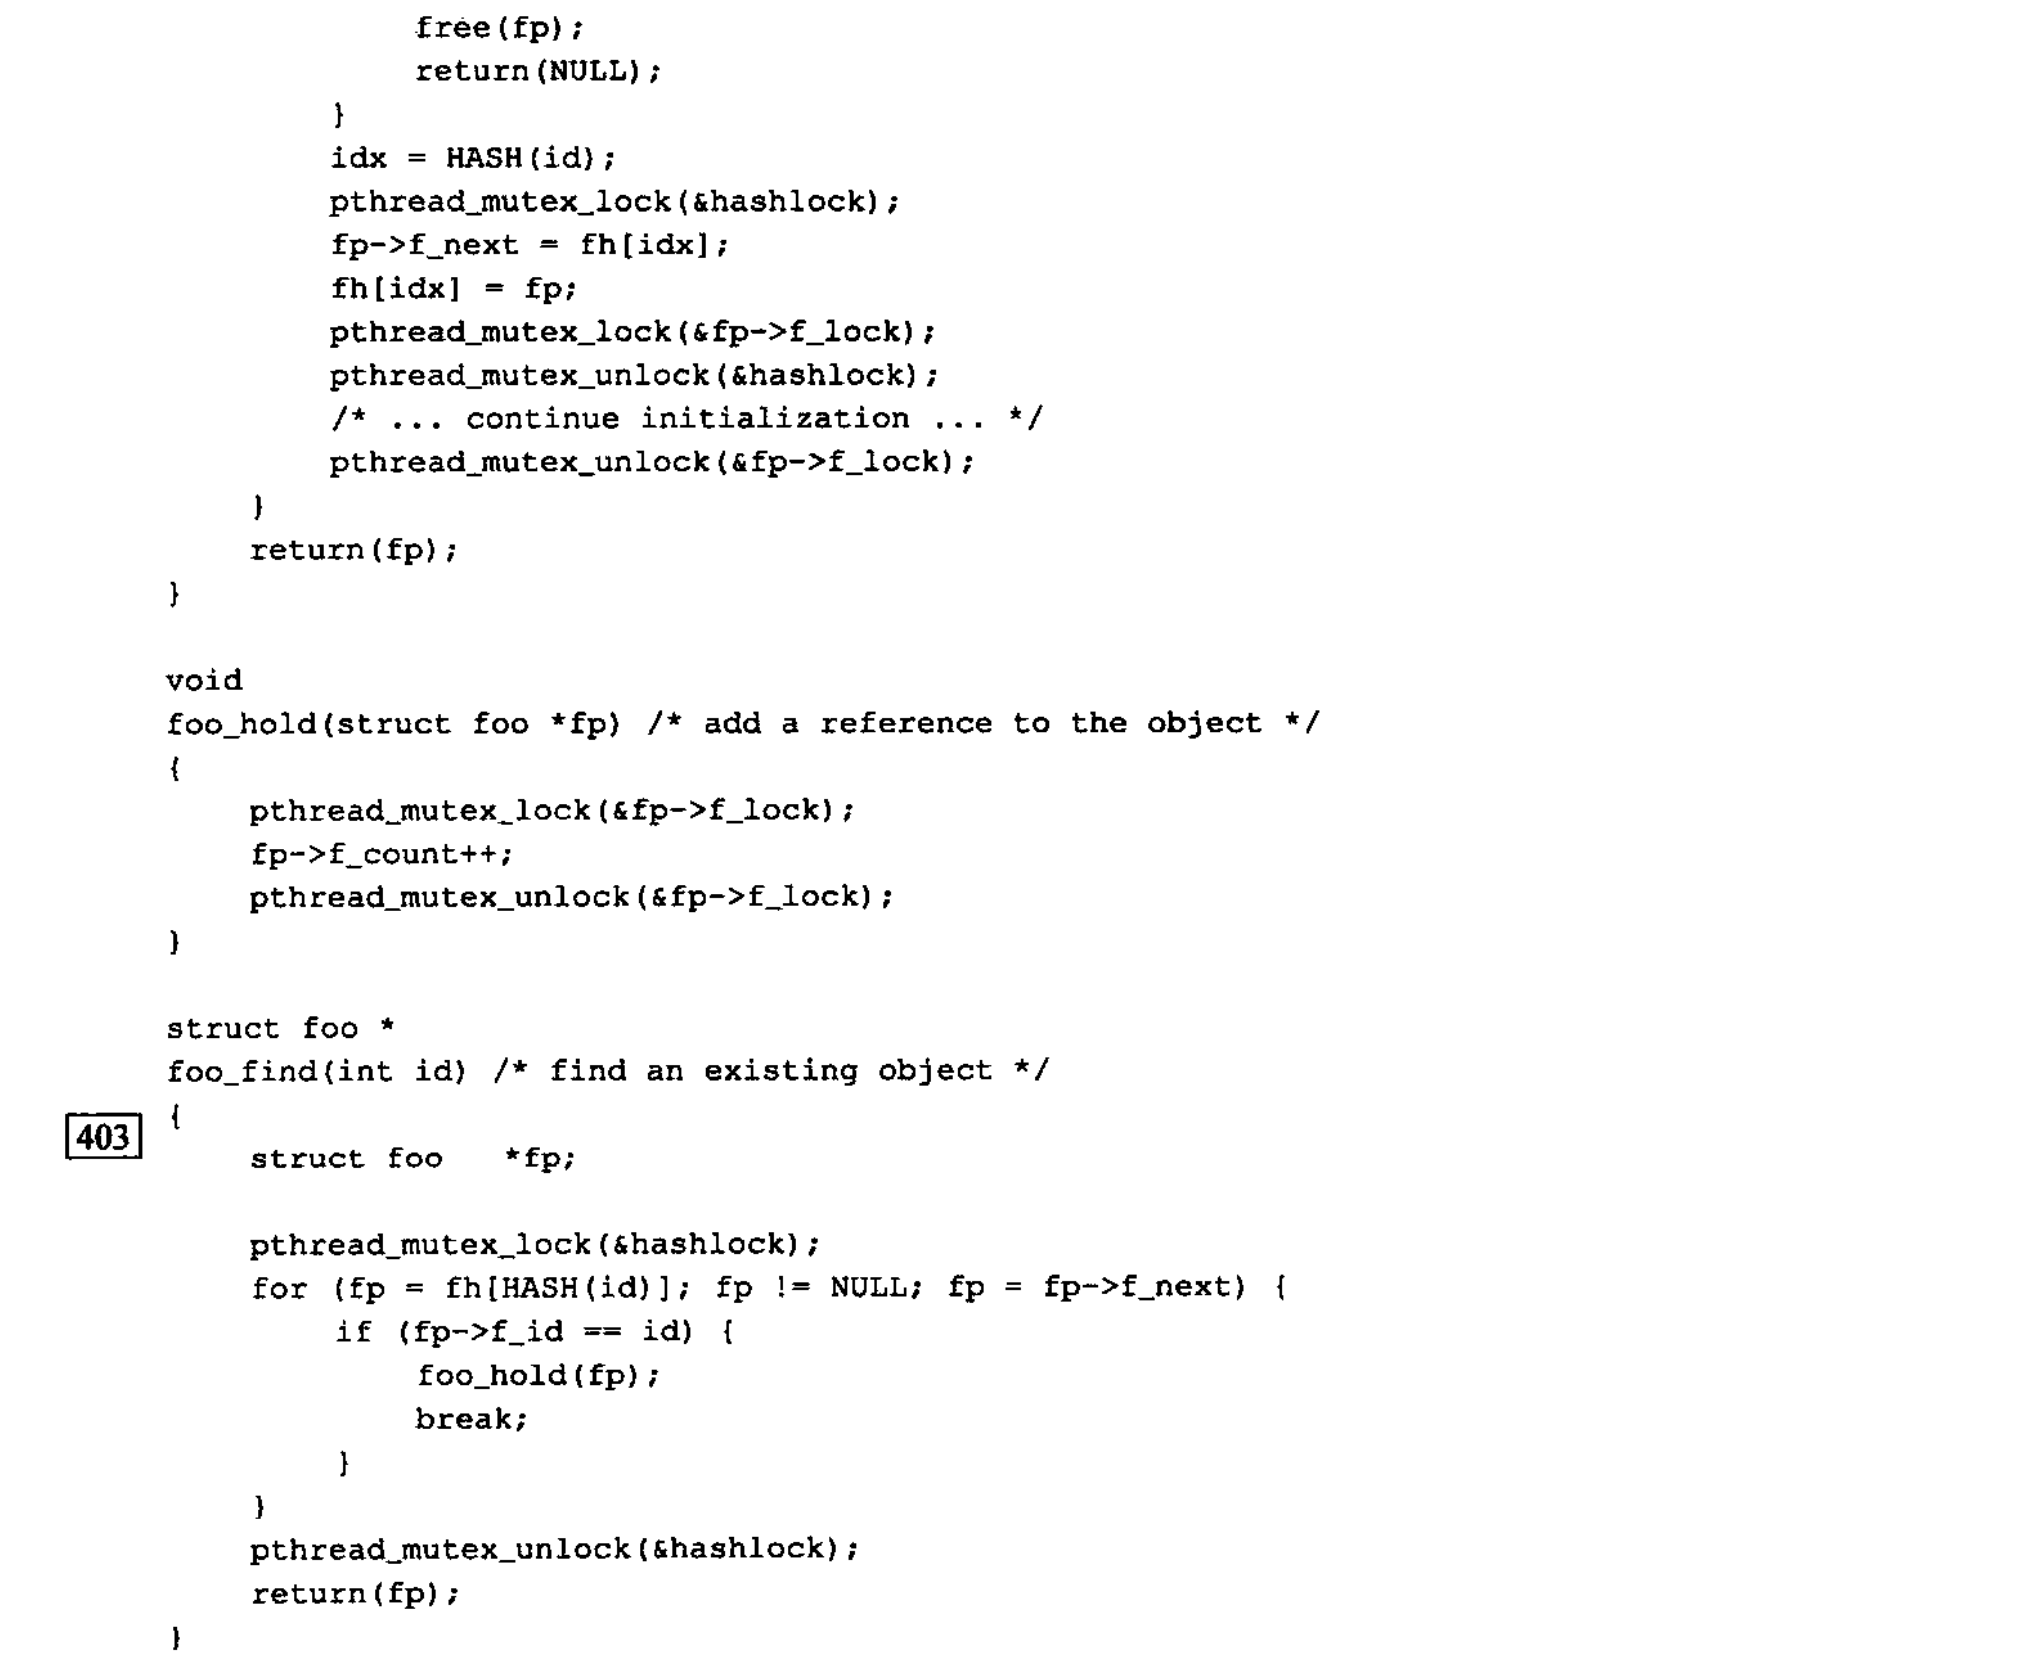 free(fp);
return(NULL);
}
idx = HASH(id);
pthread_mutex_lock(&hashlock);
fp->f_next = fh[idx];
fh[idx] = fp;
pthread_mutex_lock(&fp->f_lock);
pthread_mutex_unlock(&hashlock);
/* ... continue initialization ... */
pthread_mutex_unlock(&fp->f_lock);
}
return(fp);
}
void
foo_hold(struct foo *fp) /* add a reference to the object */
{
pthread_mutex_lock(&fp->f_lock);
fp->f_count++;
pthread_mutex_unlock(&fp->f_lock);
}
struct foo *
foo_find(int id) /* find an existing object */
{
403
struct foo *fp;
pthread_mutex_lock(&hashlock);
for (fp = fh[HASH(id)]; fp != NULL; fp = fp->f_next) {
if (fp->f_id == id) {
foo_hold(fp);
break;
}
}
pthread_mutex_unlock(&hashlock);
return(fp);
}